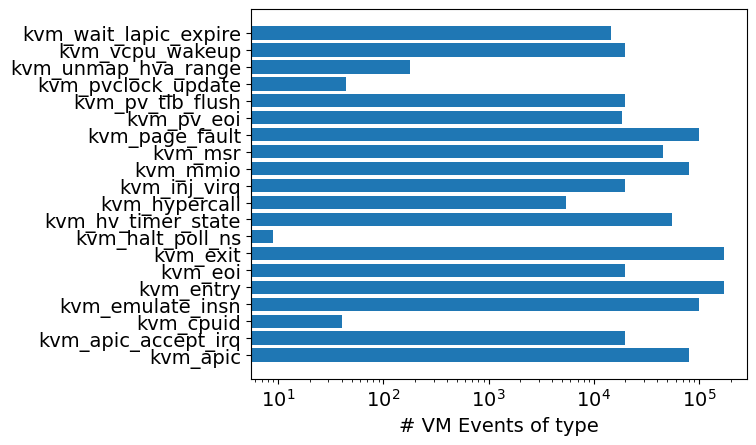 kvm_wait_lapic_expire
kvm_vcpu_wakeup
kvm_unmap_hva_range
kvm_pvclock_update
kvm_pv_tlb_flush
kvm_pv_eoi
kvm_page_fault
kvm_msr
kvm_mmio
kvm_inj_virq
kvm_hypercall
kvm_hv_timer_state
kvm_halt_poll_ns
kvm_exit
kvm_eoi
kvm_entry
kvm_emulate_insn
kvm_cpuid
kvm_apic_accept_irq
kvm_apic
10¹ 10² 10³ 10⁴ 10⁵
# VM Events of type